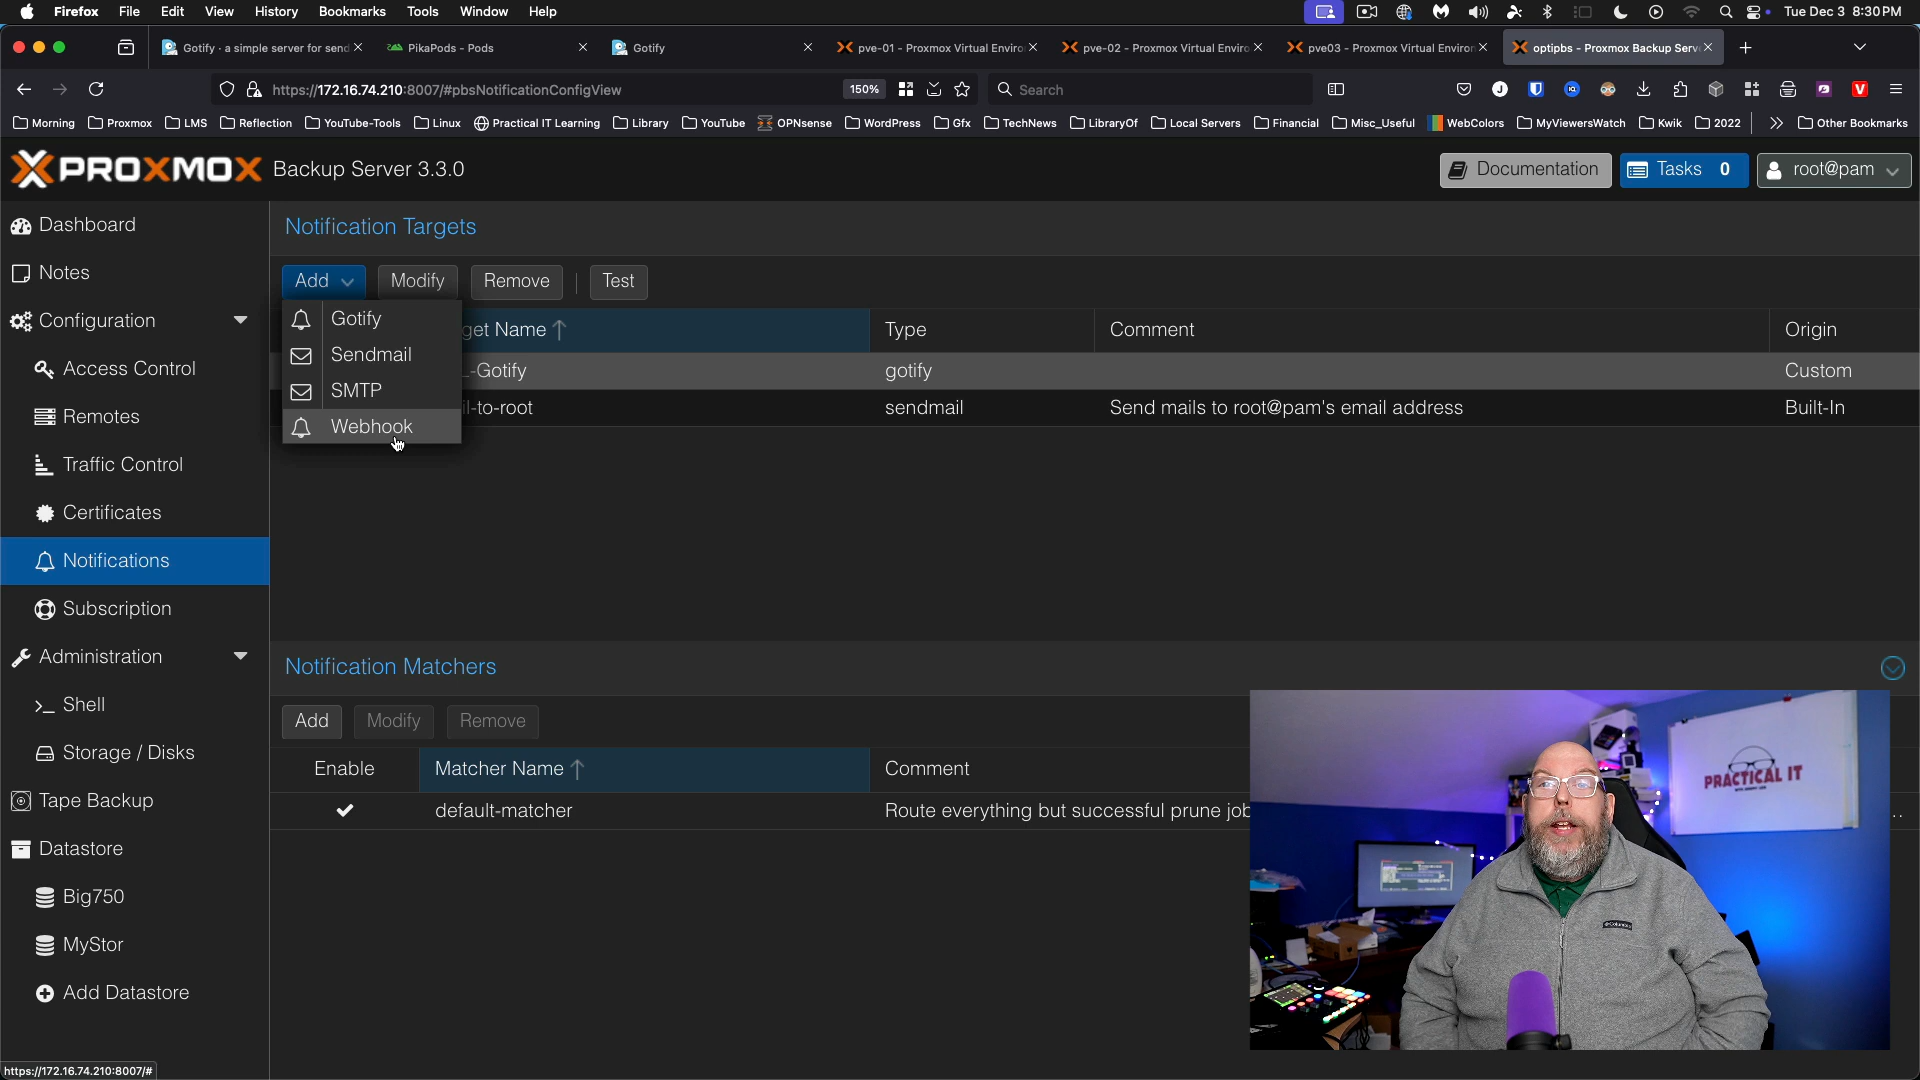 Firefox File Edit View History Bookmarks Tools Window Help
Tue Dec 3 8:30 PM
Gotify · a simple server for send
PikaPods - Pods
Gotify
pve-01 - Proxmox Virtual Enviro
pve-02 - Proxmox Virtual Enviro
pve03 - Proxmox Virtual Environ
optipbs - Proxmox Backup Serv
https://172.16.74.210:8007/#pbsNotificationConfigView
150%
Search
Morning Proxmox LMS Reflection YouTube-Tools Linux Practical IT Learning Library YouTube OPNsense WordPress Gfx TechNews LibraryOf Local Servers Financial Misc_Useful WebColors MyViewersWatch Kwik 2022 Other Bookmarks
PROXMOX Backup Server 3.3.0
Documentation
Tasks 0
root@pam
Dashboard
Notes
Configuration
Access Control
Remotes
Traffic Control
Certificates
Notifications
Subscription
Administration
Shell
Storage / Disks
Tape Backup
Datastore
Big750
MyStor
Add Datastore
Notification Targets
Add Modify Remove Test
Gotify
Sendmail
SMTP
Webhook
get Name Type Comment Origin
-Gotify gotify Custom
il-to-root sendmail Send mails to root@pam's email address Built-In
Notification Matchers
Add Modify Remove
Enable Matcher Name Comment
default-matcher Route everything but successful prune job
PRACTICAL IT
Columbia
https://172.16.74.210:8007/#